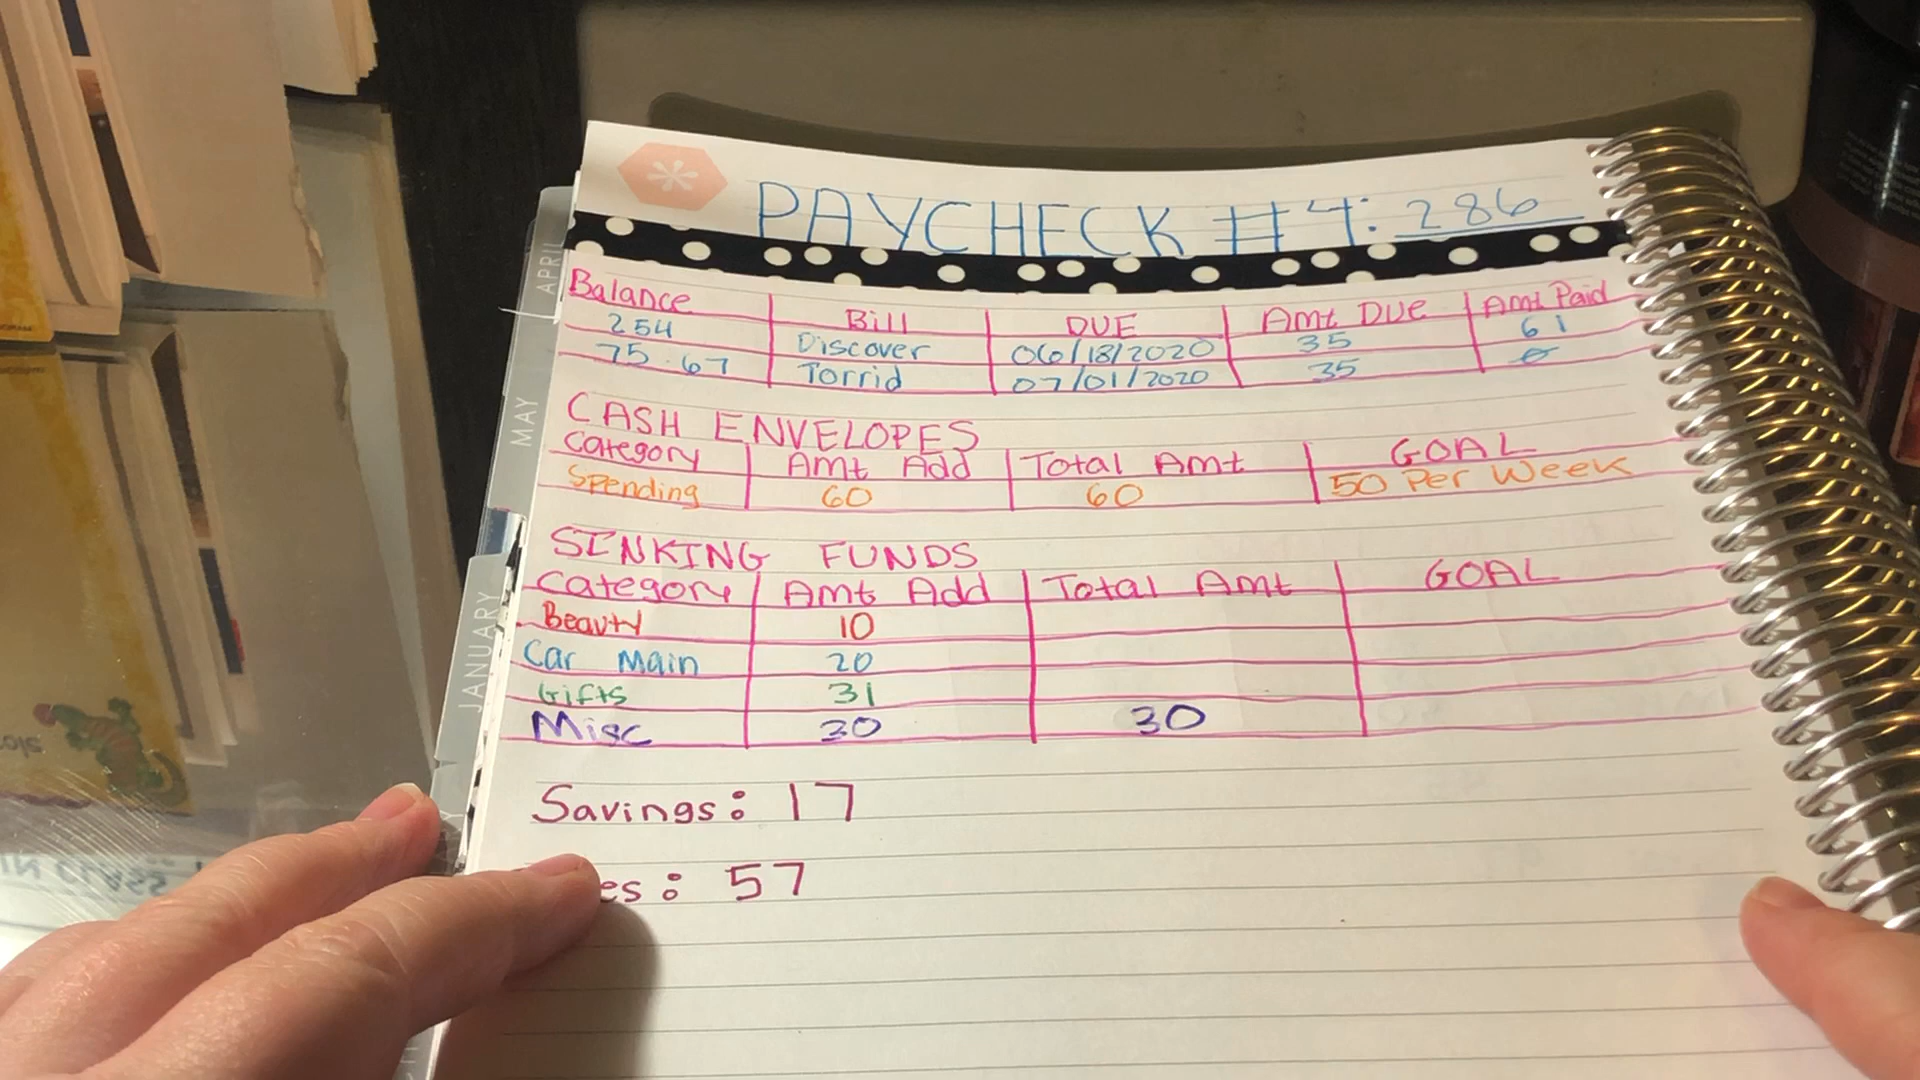 PAYCHECK #4: 286
Balance Bill DUE Amt DUE Amt Paid
254 Discover 06/18/2020 35 61
75.67 Torrid 07/01/2020 35 0
CASH ENVELOPES
Category Amt Add Total Amt GOAL
Spending 60 60 50 Per Week
SINKING FUNDS
Category Amt Add Total Amt GOAL
Beauty 10
Car Main 20
Gifts 31
Misc 30 30
Savings: 17
es: 57
APRIL
MAY
JANUARY